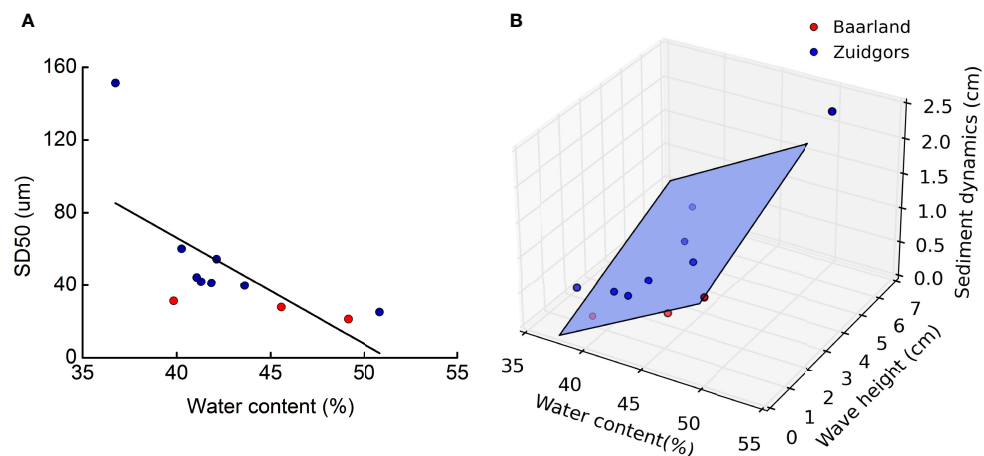 A
160
120
80
40
0
SD50 (um)
35 40 45 50 55
Water content (%)
B
Baarland
Zuidgors
2.5
2.0
1.5
1.0
0.5
0.0
Sediment dynamics (cm)
7
6
5
4
3
2
1
0
Wave height (cm)
35
40
45
50
55
Water content(%)